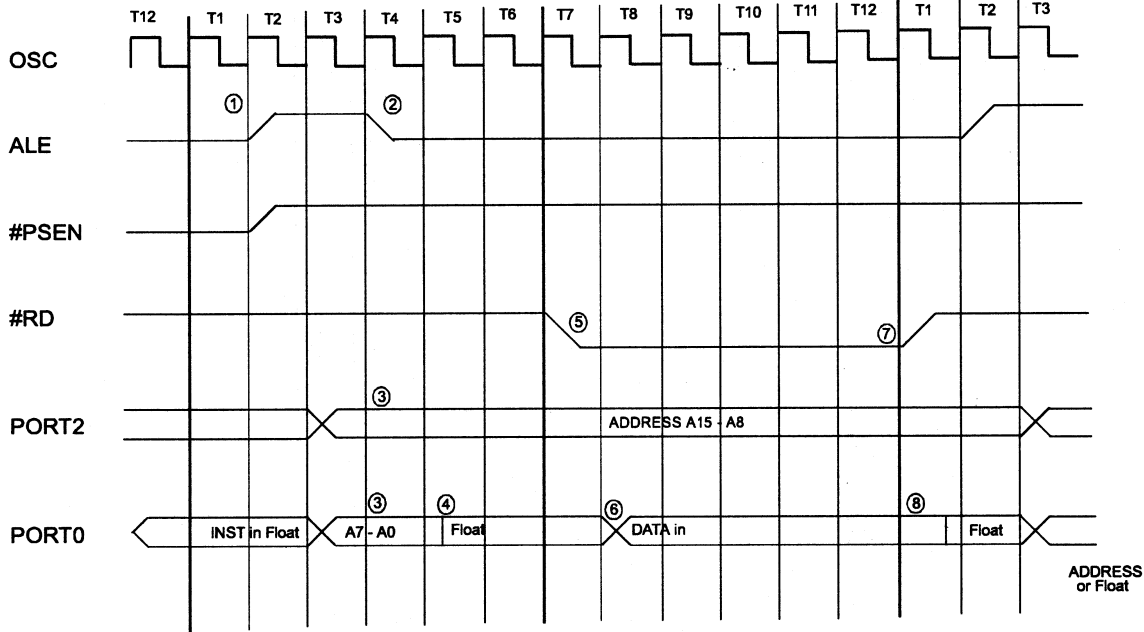 T12 T1 T2 T3 T4 T5 T6 T7 T8 T9 T10 T11 T12 T1 T2 T3
OSC
1 2
ALE
#PSEN
#RD 5 7
3
PORT2 ADDRESS A15 - A8
3 4 6 8
PORT0 INST in Float A7 - A0 Float DATA in Float
ADDRESS
or Float